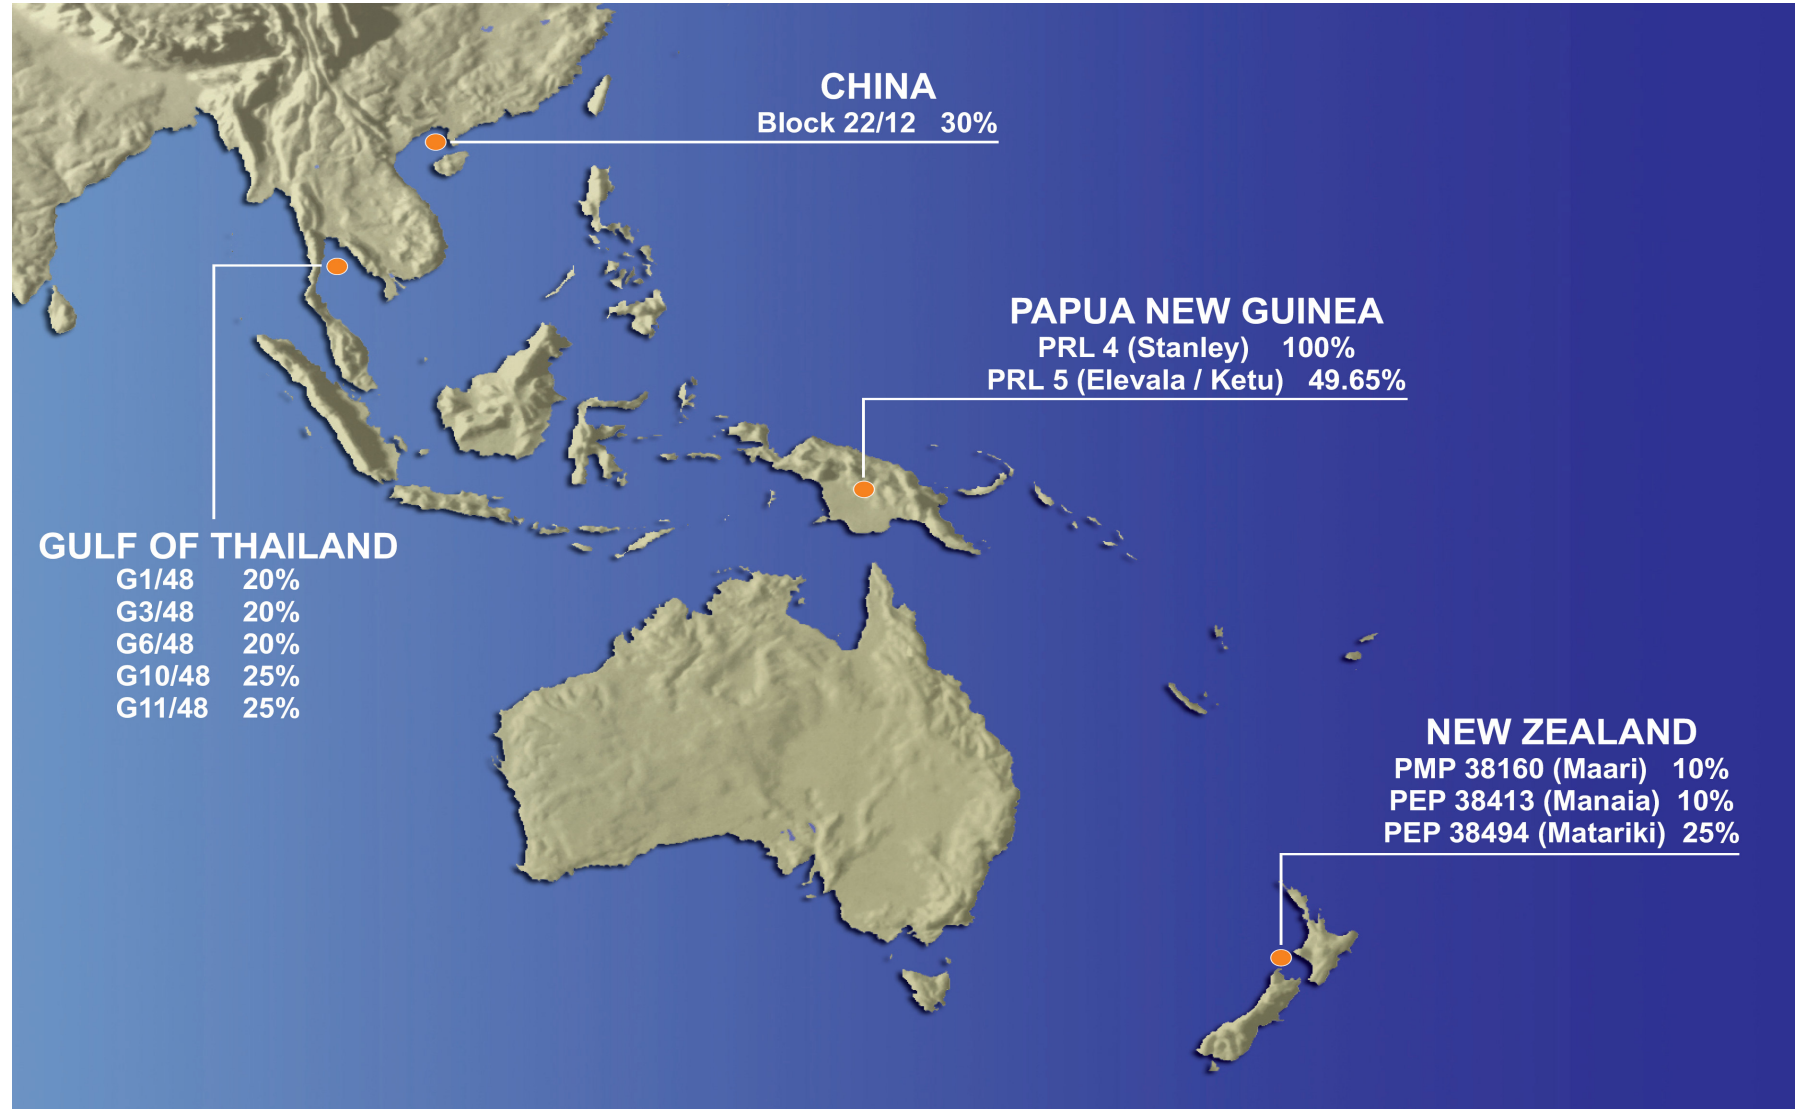 CHINA
Block 22/12 30%
PAPUA NEW GUINEA
PRL 4 (Stanley) 100%
PRL 5 (Elevala / Ketu) 49.65%
GULF OF THAILAND
G1/48 20%
G3/48 20%
G6/48 20%
G10/48 25%
G11/48 25%
NEW ZEALAND
PMP 38160 (Maari) 10%
PEP 38413 (Manaia) 10%
PEP 38494 (Matariki) 25%